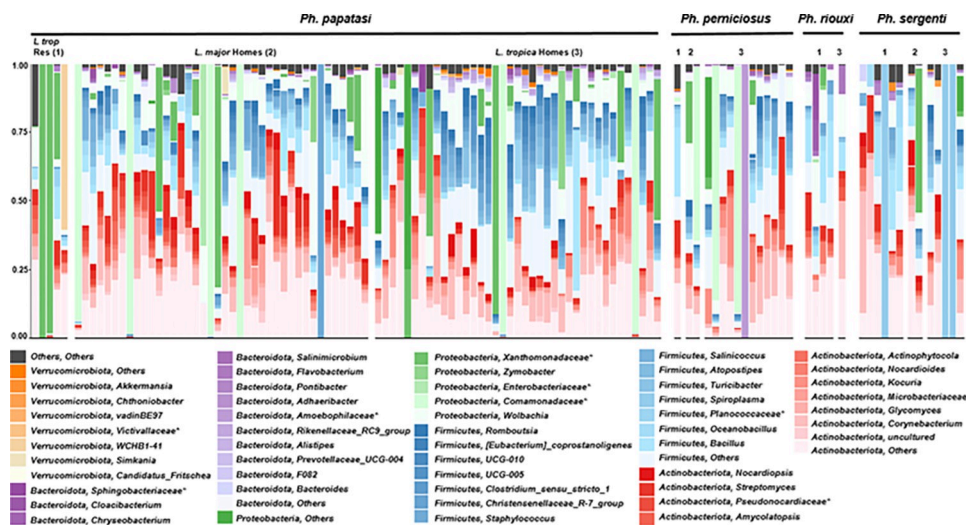 Ph. papatasi
Ph. perniciosus
Ph. riouxi
Ph. sergenti
L trop
Res (1)
L. major Homes (2)
L. tropica Homes (3)
1 2 3
1 3
1 2 3
1.00
0.75
0.50
0.25
0.00
Others, Others
Verrucomicrobiota, Others
Verrucomicrobiota, Akkermansia
Verrucomicrobiota, Chthoniobacter
Verrucomicrobiota, vadinBE97
Verrucomicrobiota, Victivallaceae*
Verrucomicrobiota, WCHB1-41
Verrucomicrobiota, Simkania
Verrucomicrobiota, Candidatus_Fritschea
Bacteroidota, Sphingobacteriaceae*
Bacteroidota, Cloacibacterium
Bacteroidota, Chryseobacterium
Bacteroidota, Salinimicrobium
Bacteroidota, Flavobacterium
Bacteroidota, Pontibacter
Bacteroidota, Adhaeribacter
Bacteroidota, Amoebophilaceae*
Bacteroidota, Rikenellaceae_RC9_group
Bacteroidota, Alistipes
Bacteroidota, Prevotellaceae_UCG-004
Bacteroidota, F082
Bacteroidota, Bacteroides
Bacteroidota, Others
Proteobacteria, Others
Proteobacteria, Xanthomonadaceae*
Proteobacteria, Zymobacter
Proteobacteria, Enterobacteriaceae*
Proteobacteria, Comamonadaceae*
Proteobacteria, Wolbachia
Firmicutes, Romboutsia
Firmicutes, [Eubacterium]_coprostanoligenes
Firmicutes, UCG-010
Firmicutes, UCG-005
Firmicutes, Clostridium_sensu_stricto_1
Firmicutes, Christensenellaceae_R-7_group
Firmicutes, Staphylococcus
Firmicutes, Salinicoccus
Firmicutes, Atopostipes
Firmicutes, Turicibacter
Firmicutes, Spiroplasma
Firmicutes, Planococcaceae*
Firmicutes, Oceanobacillus
Firmicutes, Bacillus
Firmicutes, Others
Actinobacteriota, Nocardiopsis
Actinobacteriota, Streptomyces
Actinobacteriota, Pseudonocardiaceae*
Actinobacteriota, Amycolatopsis
Actinobacteriota, Actinophytocola
Actinobacteriota, Nocardioides
Actinobacteriota, Kocuria
Actinobacteriota, Microbacteriaceae
Actinobacteriota, Glycomyces
Actinobacteriota, Corynebacterium
Actinobacteriota, uncultured
Actinobacteriota, Others